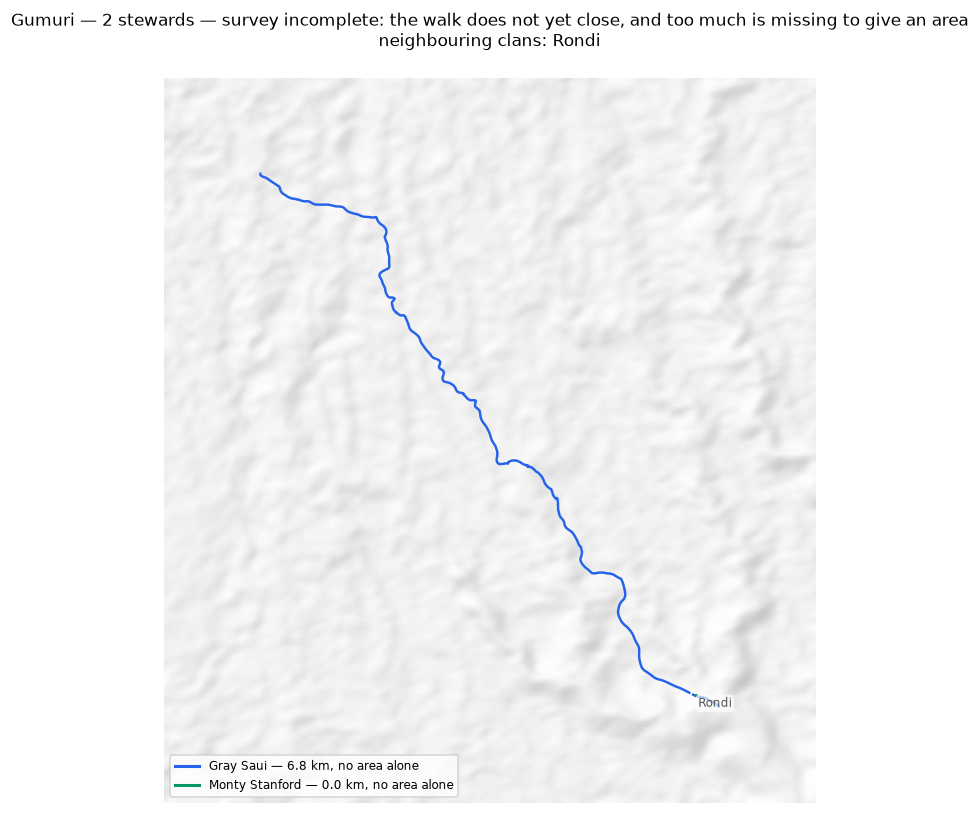 Gumuri — 2 stewards — survey incomplete: the walk does not yet close, and too much is missing to give an area
neighbouring clans: Rondi
Rondi
Gray Saui — 6.8 km, no area alone
Monty Stanford — 0.0 km, no area alone